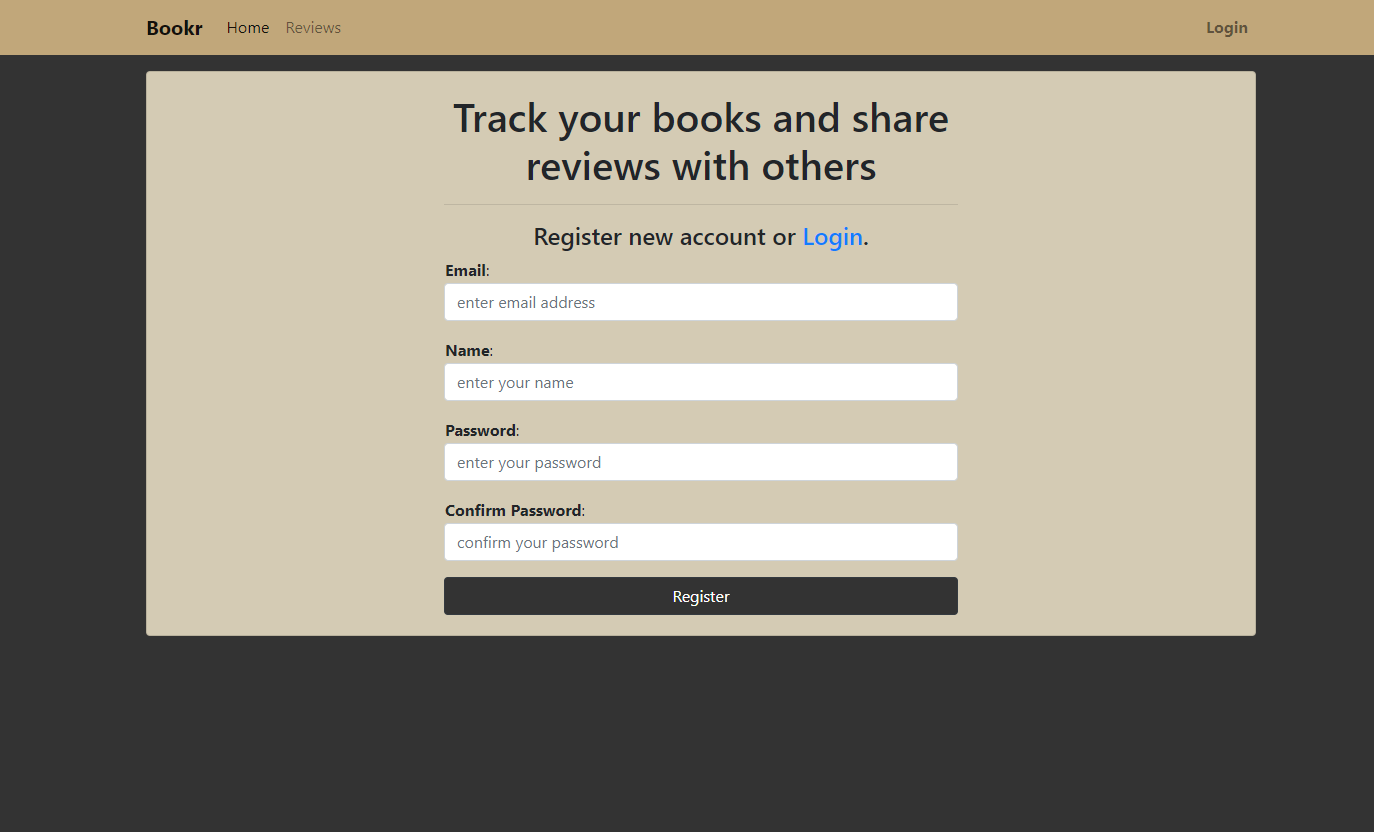 Bookr Home Reviews Login
Track your books and share
reviews with others
Register new account or Login.
Email:
enter email address
Name:
enter your name
Password:
enter your password
Confirm Password:
confirm your password
Register